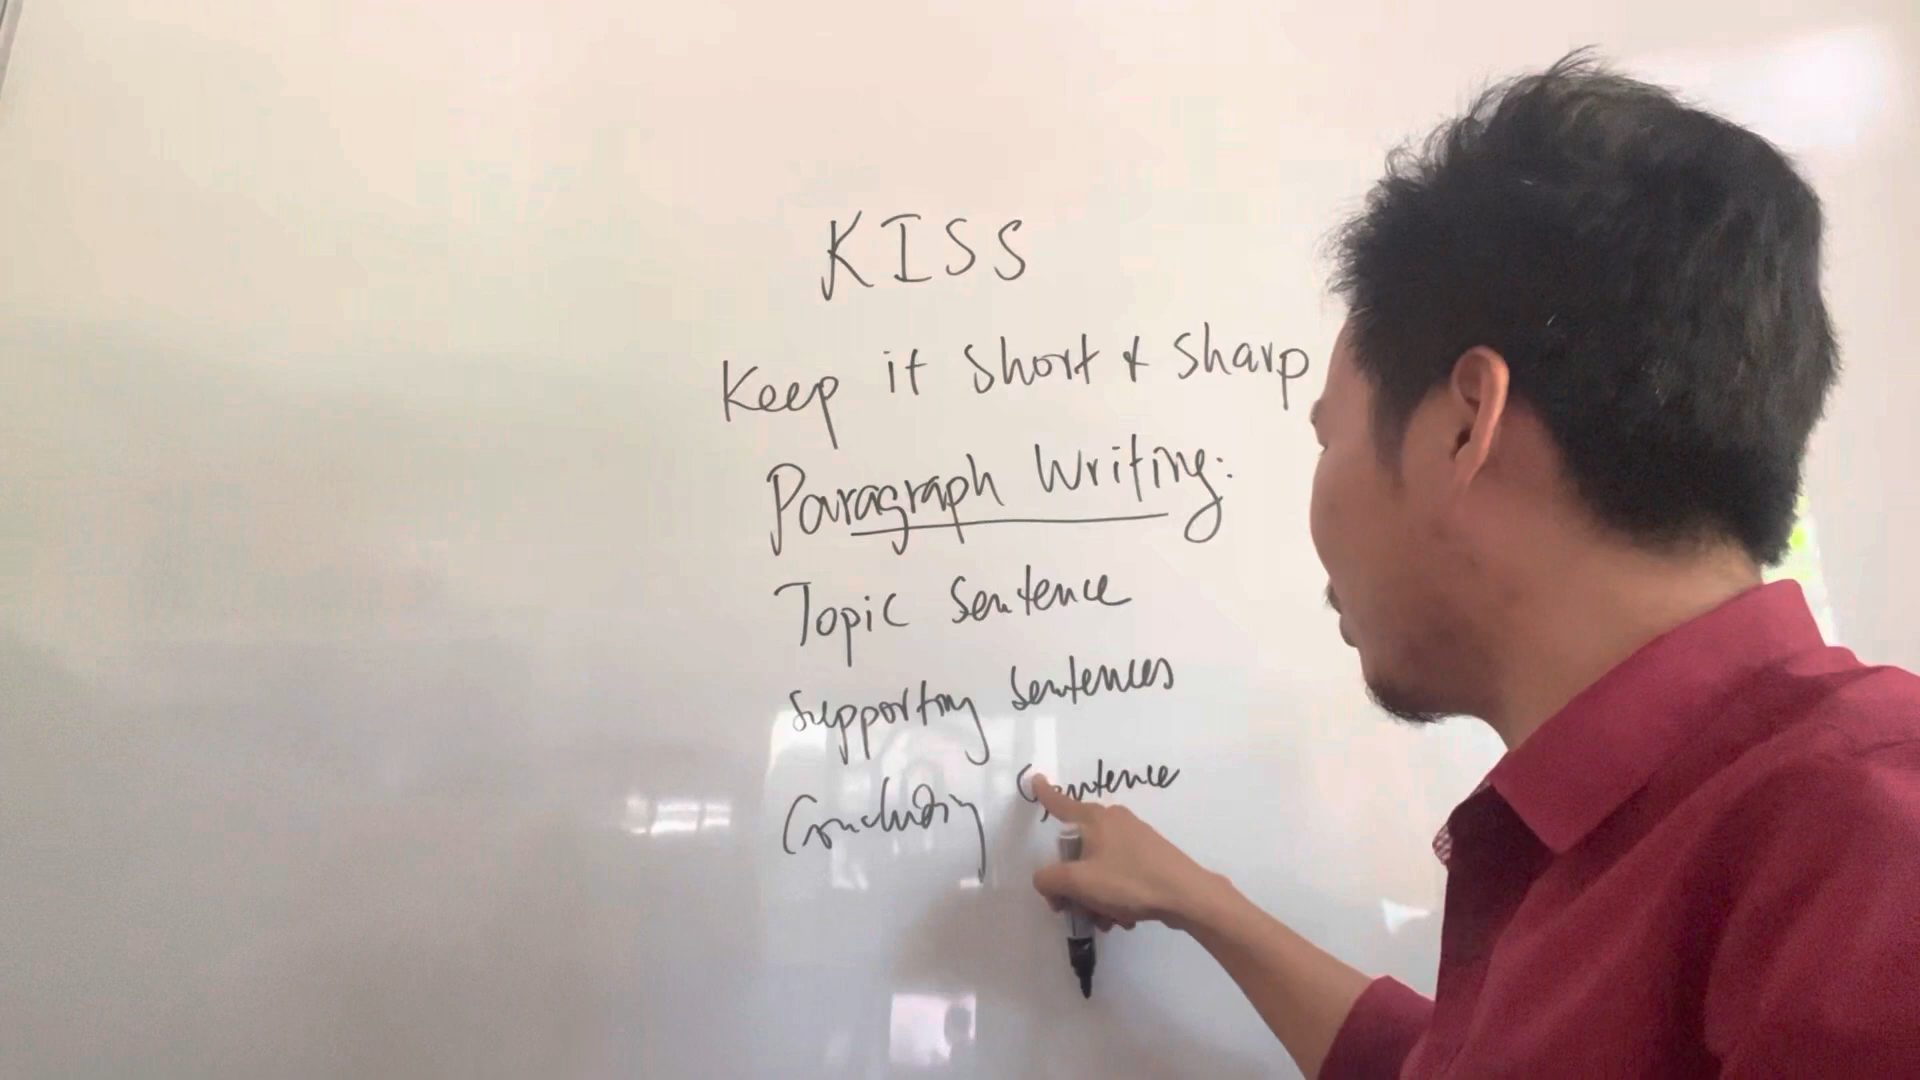 KISS
Keep it short & sharp
Paragraph Writing:
Topic Sentence
Supporting Sentences
Concluding Sentence